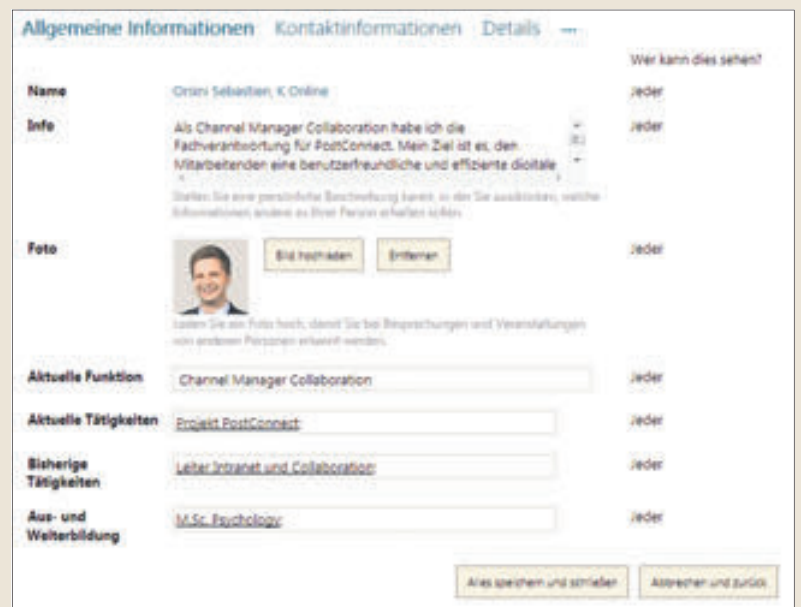 Allgemeine Informationen Kontaktinformationen Details ...
Wer kann dies sehen?
Name Orsini Sebastien, K Online Jeder
Info Als Channel Manager Collaboration habe ich die Jeder
Fachverantwortung für PostConnect. Mein Ziel ist es, den
Mitarbeitenden eine benutzerfreundliche und effiziente digitale
Stellen Sie eine persönliche Beschreibung bereit, in der Sie ausdrücken, welche
Informationen andere zu Ihrer Person erhalten sollen.
Foto Bild hochladen Entfernen Jeder
Laden Sie ein Foto hoch, damit Sie bei Besprechungen und Veranstaltungen
von anderen Personen erkannt werden.
Aktuelle Funktion Channel Manager Collaboration Jeder
Aktuelle Tätigkeiten Projekt PostConnect; Jeder
Bisherige Leiter Intranet und Collaboration; Jeder
Tätigkeiten
Aus- und M.Sc. Psychology; Jeder
Weiterbildung
Alles speichern und schließen Abbrechen und zurück